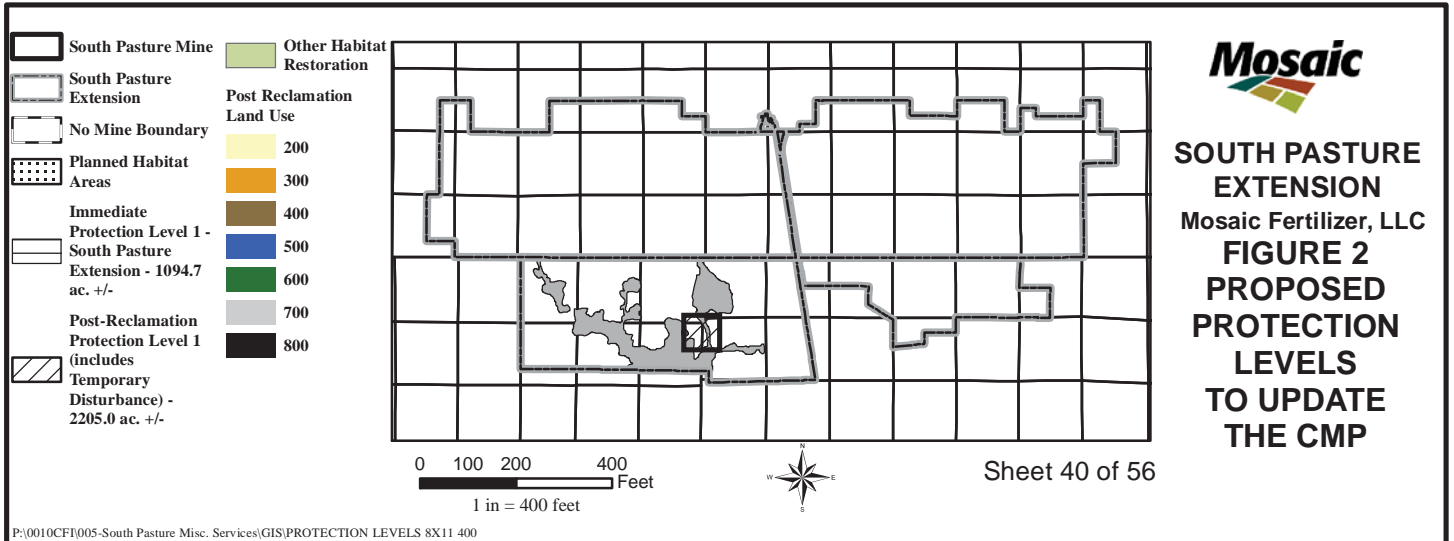 South Pasture Mine
South Pasture
Extension
No Mine Boundary
Planned Habitat
Areas
Immediate
Protection Level 1 -
South Pasture
Extension - 1094.7
ac. +/-
Post-Reclamation
Protection Level 1
(includes
Temporary
Disturbance) -
2205.0 ac. +/-
Other Habitat
Restoration
Post Reclamation
Land Use
200
300
400
500
600
700
800
0 100 200 400
Feet
1 in = 400 feet
N
W E
S
Sheet 40 of 56
Mosaic
SOUTH PASTURE
EXTENSION
Mosaic Fertilizer, LLC
FIGURE 2
PROPOSED
PROTECTION
LEVELS
TO UPDATE
THE CMP
P:\0010CFI\005-South Pasture Misc. Services\GIS\PROTECTION LEVELS 8X11 400